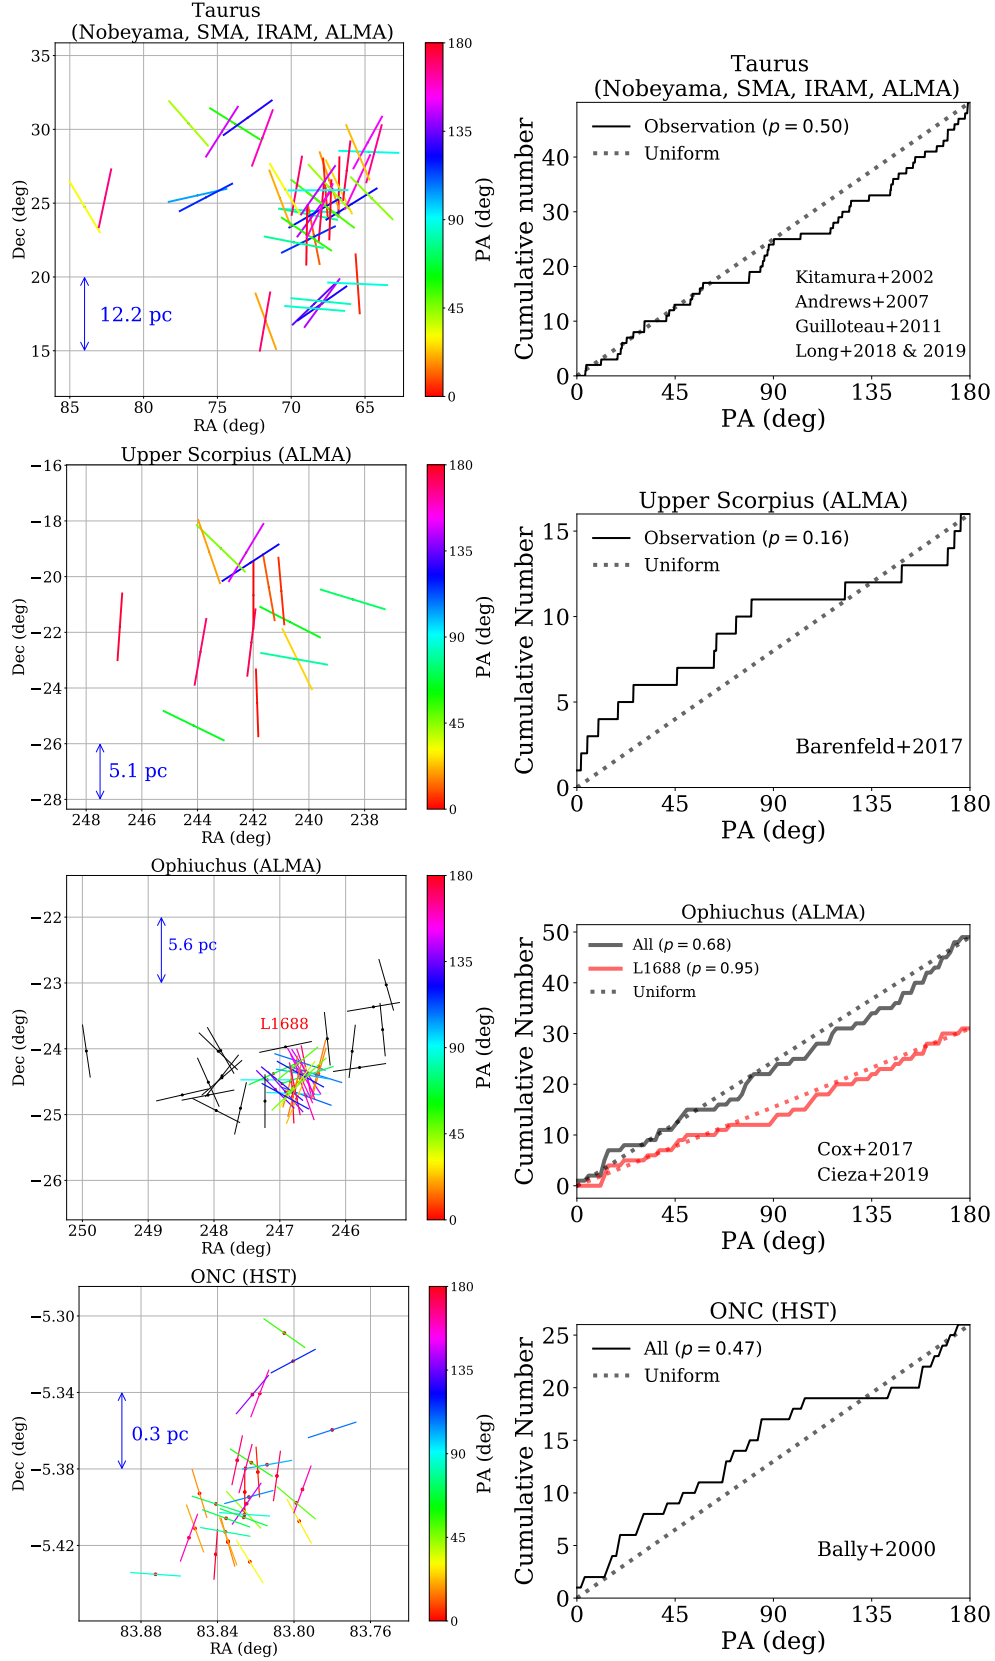 Taurus
(Nobeyama, SMA, IRAM, ALMA)
35
30
25
20
15
Dec (deg)
12.2 pc
85
80
75
70
65
RA (deg)
180
135
90
45
0
PA (deg)
Taurus
(Nobeyama, SMA, IRAM, ALMA)
Observation (p = 0.50)
Uniform
Kitamura+2002
Andrews+2007
Guilloteau+2011
Long+2018 & 2019
Cumulative number
40
30
20
10
0
0
45
90
135
180
PA (deg)
Upper Scorpius (ALMA)
−16
−18
−20
−22
−24
−26
−28
Dec (deg)
5.1 pc
248
246
244
242
240
238
RA (deg)
180
135
90
45
0
PA (deg)
Upper Scorpius (ALMA)
Observation (p = 0.16)
Uniform
Barenfeld+2017
Cumulative Number
15
10
5
0
0
45
90
135
180
PA (deg)
Ophiuchus (ALMA)
−22
−23
−24
−25
−26
Dec (deg)
5.6 pc
L1688
250
249
248
247
246
RA (deg)
180
135
90
45
0
PA (deg)
Ophiuchus (ALMA)
All (p = 0.68)
L1688 (p = 0.95)
Uniform
Cox+2017
Cieza+2019
Cumulative Number
50
40
30
20
10
0
0
45
90
135
180
PA (deg)
ONC (HST)
−5.30
−5.34
−5.38
−5.42
Dec (deg)
0.3 pc
83.88
83.84
83.80
83.76
RA (deg)
180
135
90
45
0
PA (deg)
ONC (HST)
All (p = 0.47)
Uniform
Bally+2000
Cumulative Number
25
20
15
10
5
0
0
45
90
135
180
PA (deg)